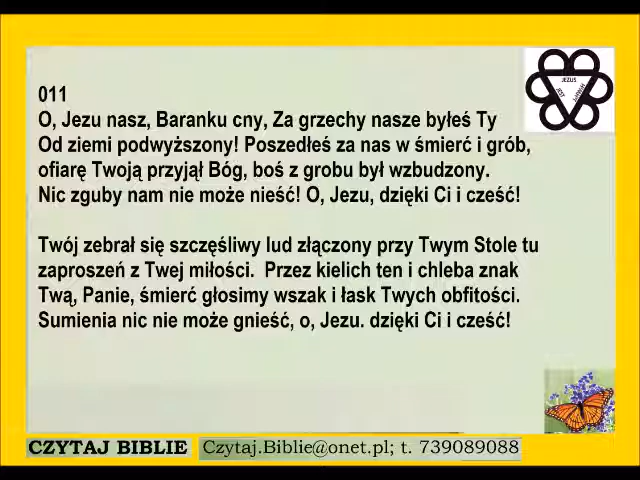 011
O, Jezu nasz, Baranku cny, Za grzechy nasze byłeś Ty
Od ziemi podwyższony! Poszedłeś za nas w śmierć i grób,
ofiarę Twoją przyjął Bóg, boś z grobu był wzbudzony.
Nic zguby nam nie może nieść! O, Jezu, dzięki Ci i cześć!
Twój zebrał się szczęśliwy lud złączony przy Twym Stole tu
zaproszeń z Twej miłości. Przez kielich ten i chleba znak
Twą, Panie, śmierć głosimy wszak i łask Twych obfitości.
Sumienia nic nie może gnieść, o, Jezu. dzięki Ci i cześć!
JEZUS
JEST
CZYTAJ BIBLIE
Czytaj.Biblie@onet.pl; t. 739089088